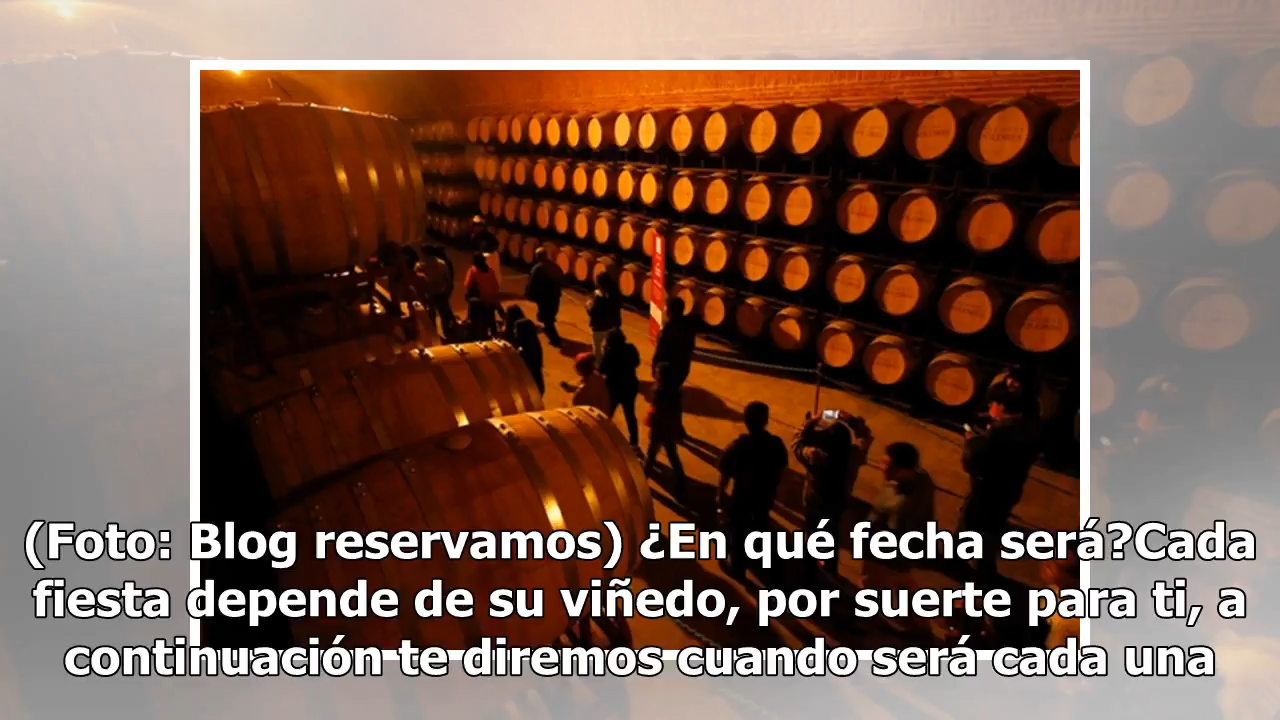 (Foto: Blog reservamos) ¿En qué fecha será?Cada
fiesta depende de su viñedo, por suerte para ti, a
continuación te diremos cuando será cada una